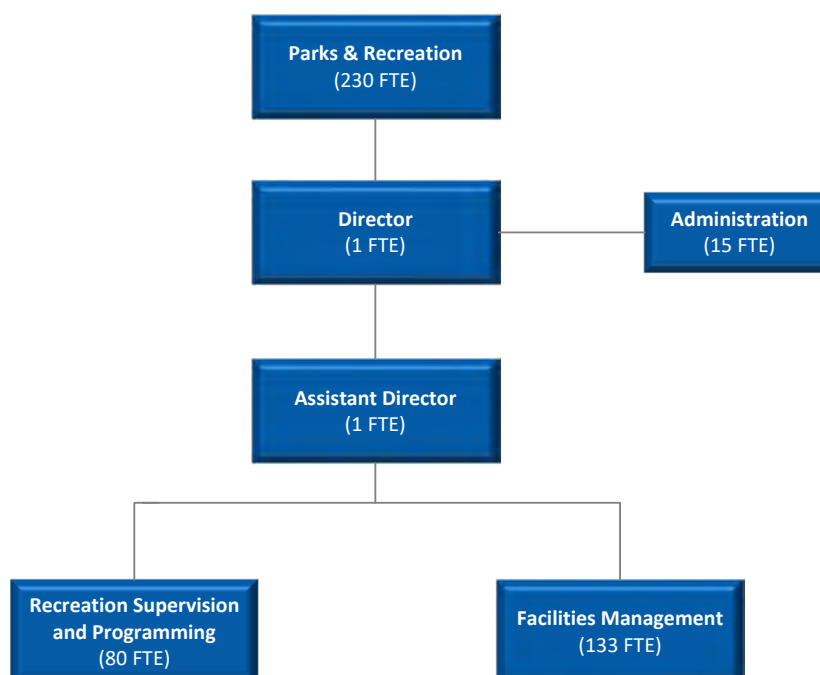 Parks & Recreation
(230 FTE)
Director
(1 FTE)
Administration
(15 FTE)
Assistant Director
(1 FTE)
Recreation Supervision
and Programming
(80 FTE)
Facilities Management
(133 FTE)